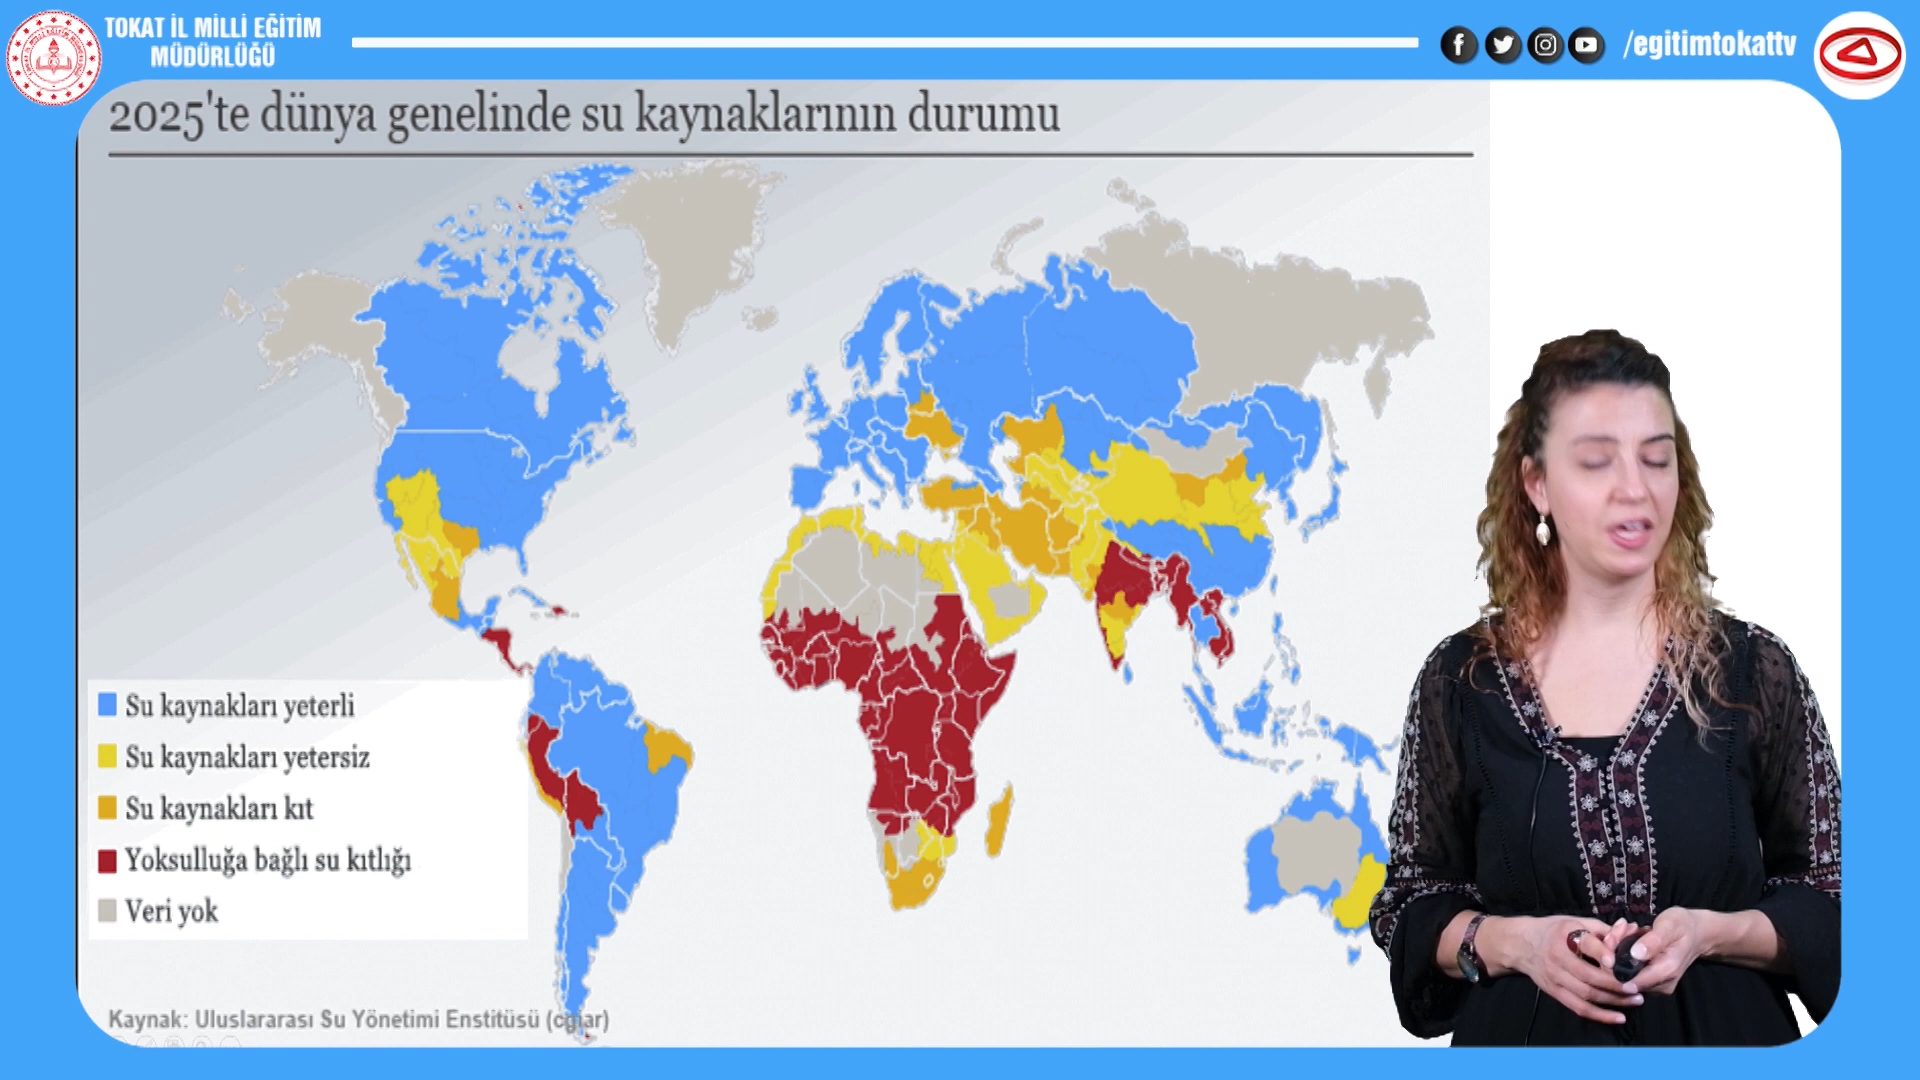 TOKAT İL MİLLİ EĞİTİM
MÜDÜRLÜĞÜ
/egitimtokattv
2025'te dünya genelinde su kaynaklarının durumu
Su kaynakları yeterli
Su kaynakları yetersiz
Su kaynakları kıt
Yoksulluğa bağlı su kıtlığı
Veri yok
Kaynak: Uluslararası Su Yönetimi Enstitüsü (cgiar)